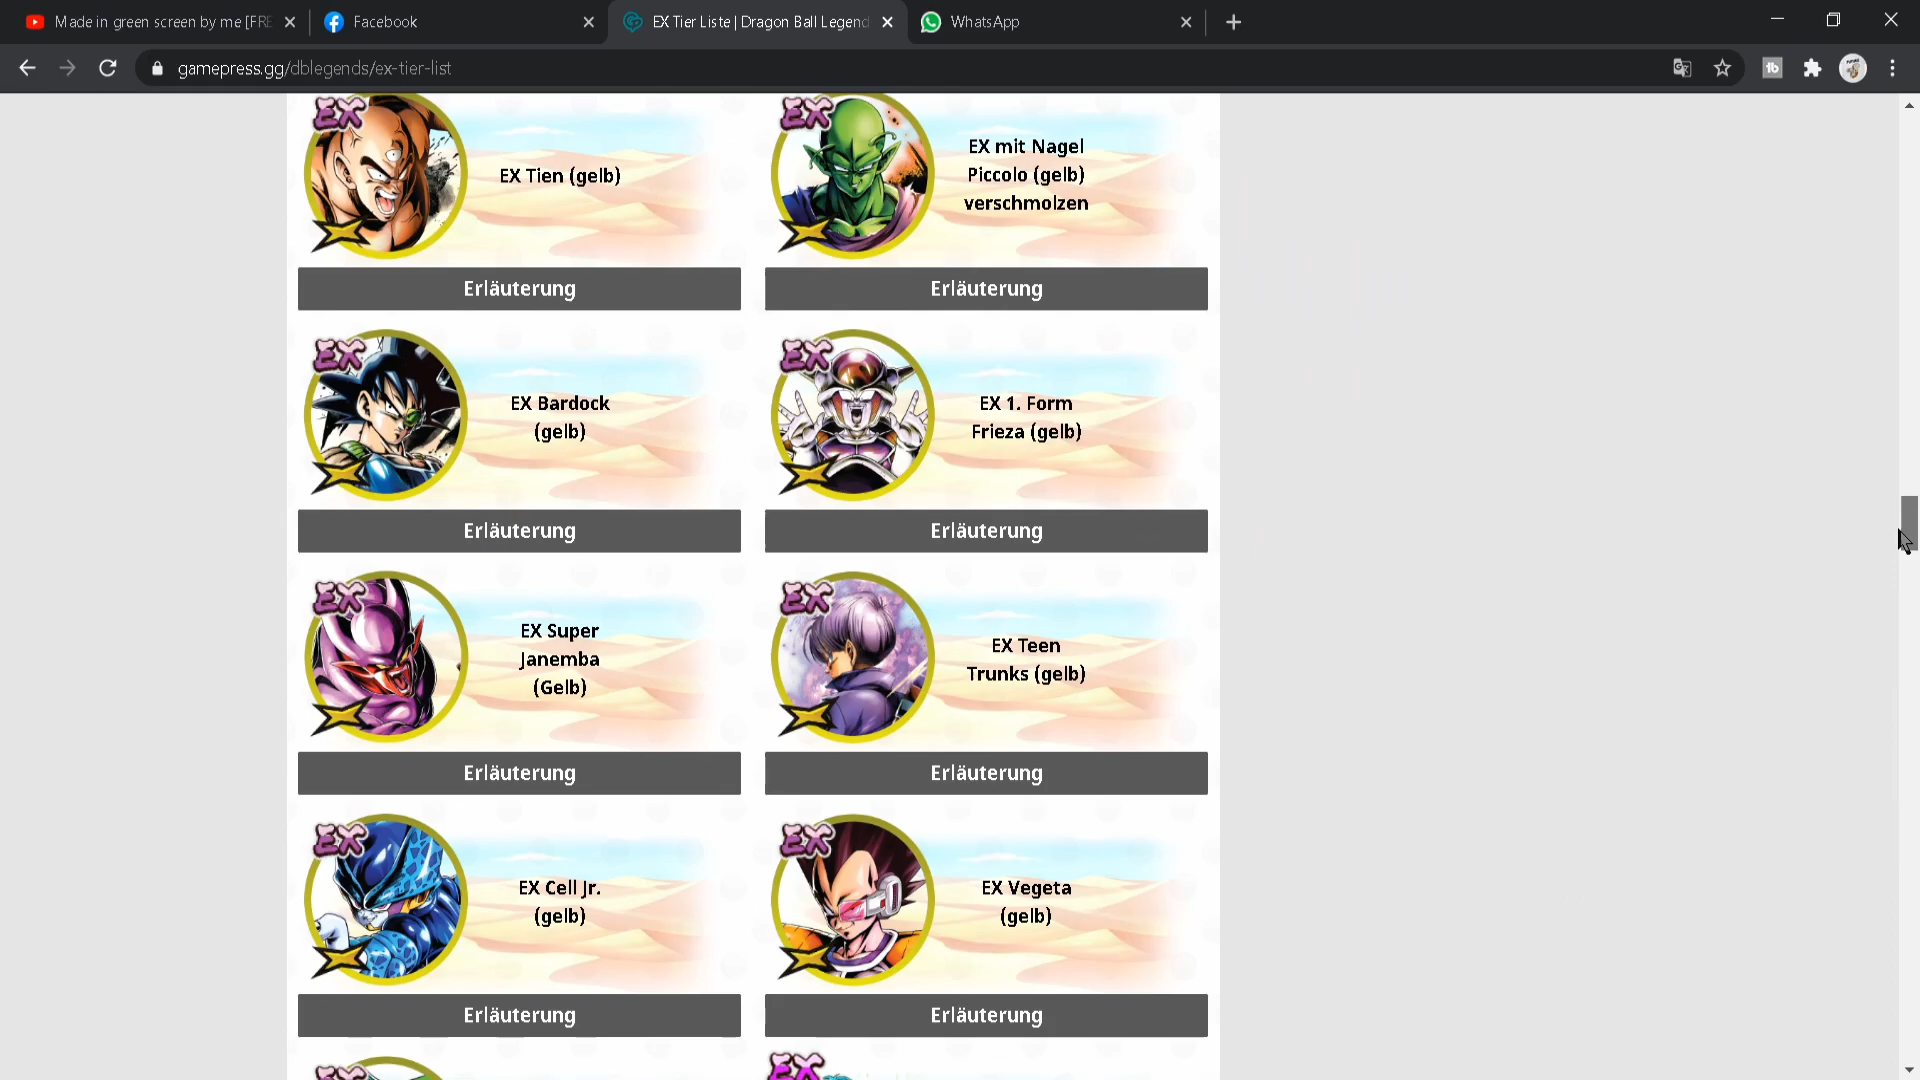 Made in green screen by me [FRE
Facebook
EX Tier Liste | Dragon Ball Legend
WhatsApp
gamepress.gg/dblegends/ex-tier-list
EX
EX Tien (gelb)
EX
EX mit Nagel
Piccolo (gelb)
verschmolzen
Erläuterung
Erläuterung
EX
EX Bardock
(gelb)
EX
EX 1. Form
Frieza (gelb)
Erläuterung
Erläuterung
EX
EX Super
Janemba
(Gelb)
EX
EX Teen
Trunks (gelb)
Erläuterung
Erläuterung
EX
EX Cell Jr.
(gelb)
EX
EX Vegeta
(gelb)
Erläuterung
Erläuterung
EX
EX